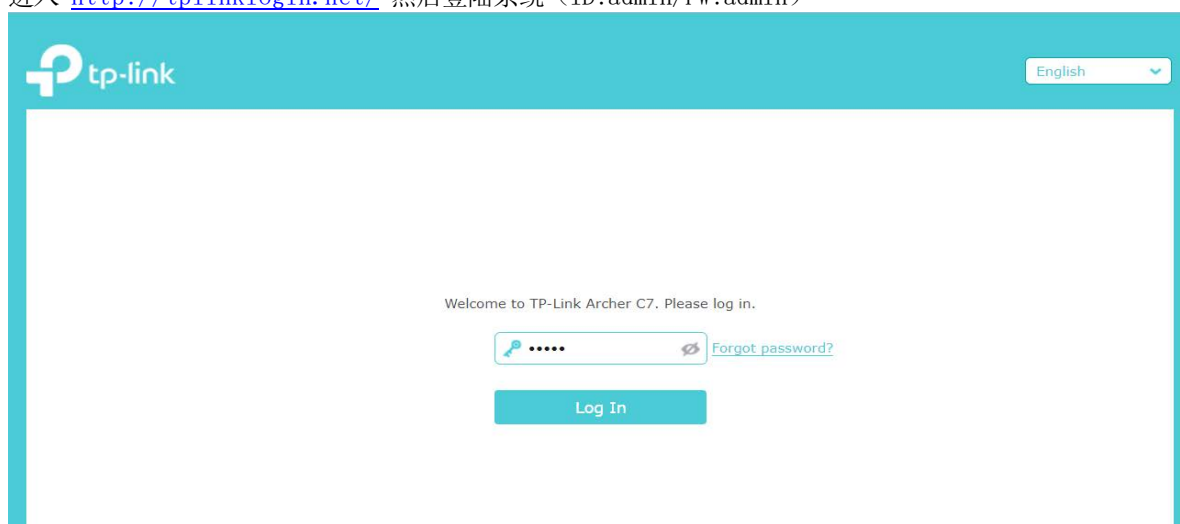 进入 http://tplinklogin.net/ 然后登陆系统（ID:admin/PW:admin）
tp-link
English
Welcome to TP-Link Archer C7. Please log in.
••••• Forgot password?
Log In